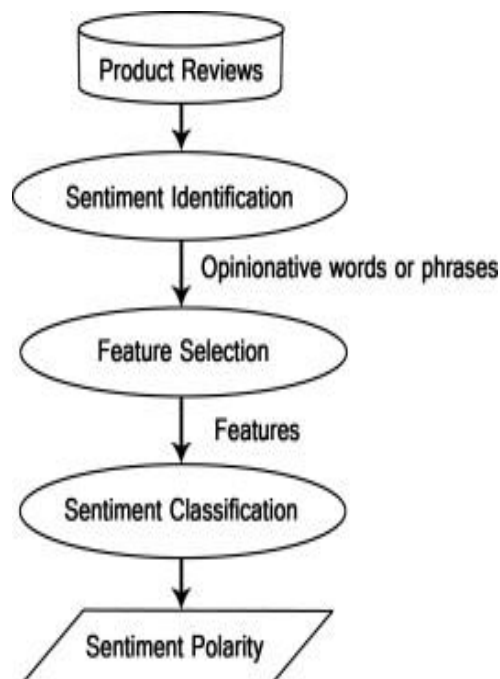 Product Reviews
Sentiment Identification
Opinionative words or phrases
Feature Selection
Features
Sentiment Classification
Sentiment Polarity